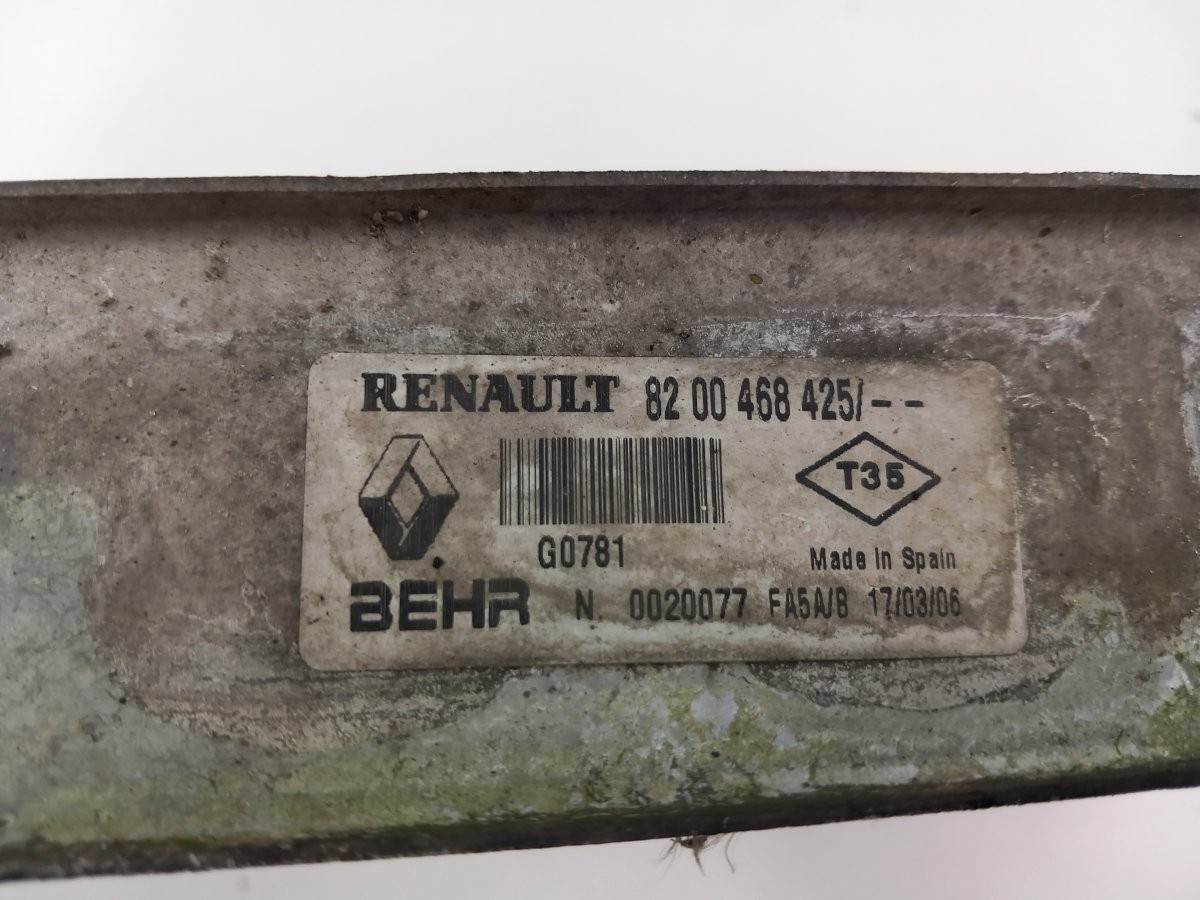 RENAULT 82 00 468 425/--
T35
G0781
Made In Spain
BEHR N 0020077 FA5A/B 17/03/06